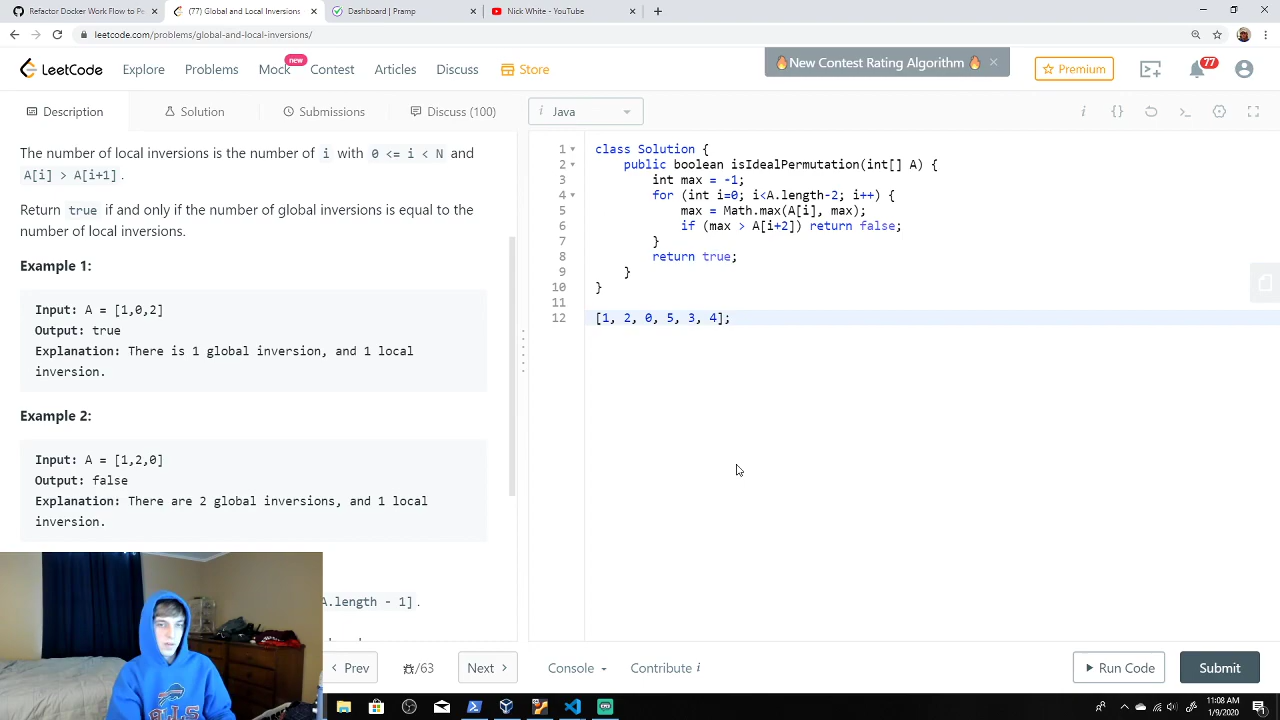 Refactor Docker Work Flow to Pe
(77) Global and Local Inversions
Dashboard | Pramp
Nick White - YouTube
leetcode.com/problems/global-and-local-inversions/
LeetCode
Explore
Problems
Mock
new
Contest
Articles
Discuss
Store
🔥New Contest Rating Algorithm 🔥
Premium
77
Description
Solution
Submissions
Discuss (100)
i Java
The number of local inversions is the number of i with 0 <= i < N and
A[i] > A[i+1].
Return true if and only if the number of global inversions is equal to the
number of local inversions.
Example 1:
Input: A = [1,0,2]
Output: true
Explanation: There is 1 global inversion, and 1 local
inversion.
Example 2:
Input: A = [1,2,0]
Output: false
Explanation: There are 2 global inversions, and 1 local
inversion.
A.length - 1].
1 class Solution {
2 public boolean isIdealPermutation(int[] A) {
3 int max = -1;
4 for (int i=0; i<A.length-2; i++) {
5 max = Math.max(A[i], max);
6 if (max > A[i+2]) return false;
7 }
8 return true;
9 }
10 }
11
12 [1, 2, 0, 5, 3, 4];
Prev
/63
Next
Console
Contribute i
Run Code
Submit
11:08 AM
1/9/2020